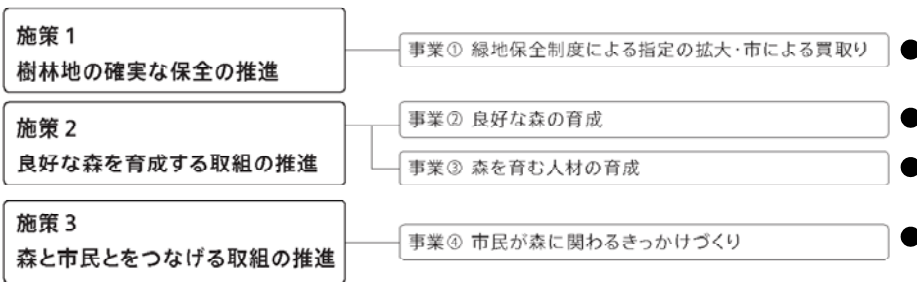 施策 1
樹林地の確実な保全の推進
事業① 緑地保全制度による指定の拡大・市による買取り
施策 2
良好な森を育成する取組の推進
事業② 良好な森の育成
事業③ 森を育む人材の育成
施策 3
森と市民とをつなげる取組の推進
事業④ 市民が森に関わるきっかけづくり